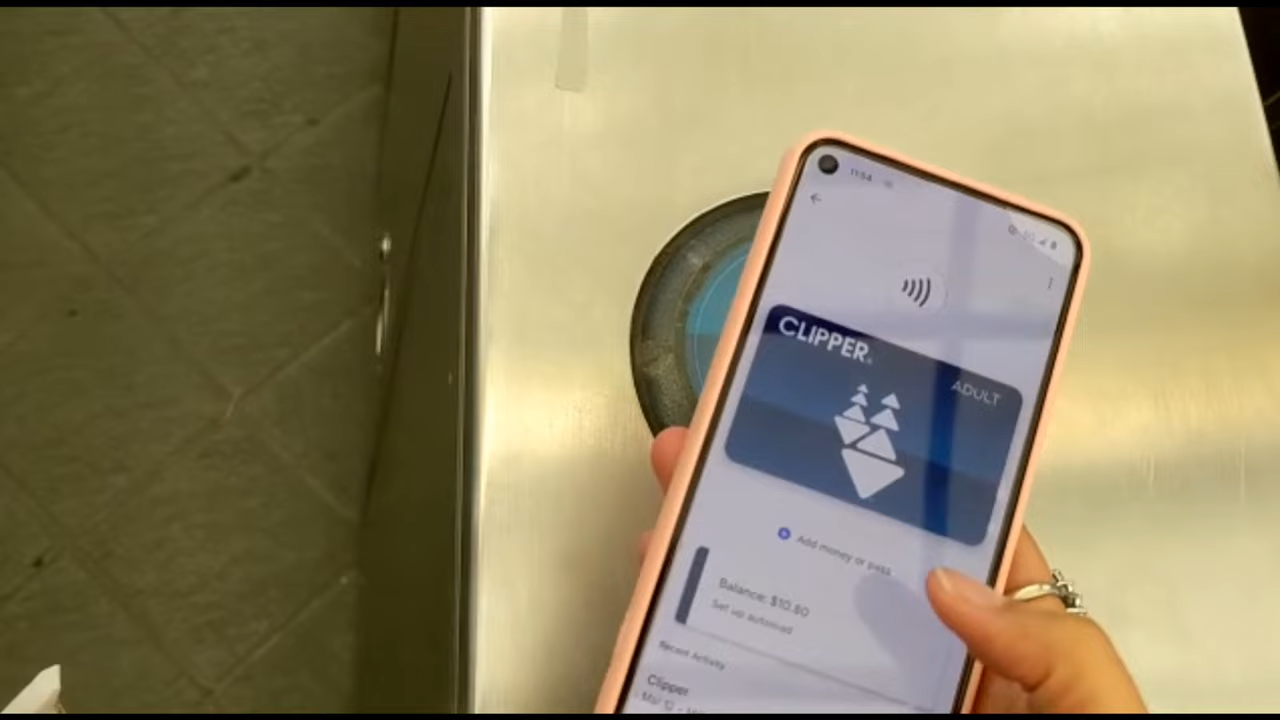 11:54
CLIPPER®
ADULT
Add money or pass
Balance: $10.80
Set up autoload
Recent Activity
Clipper